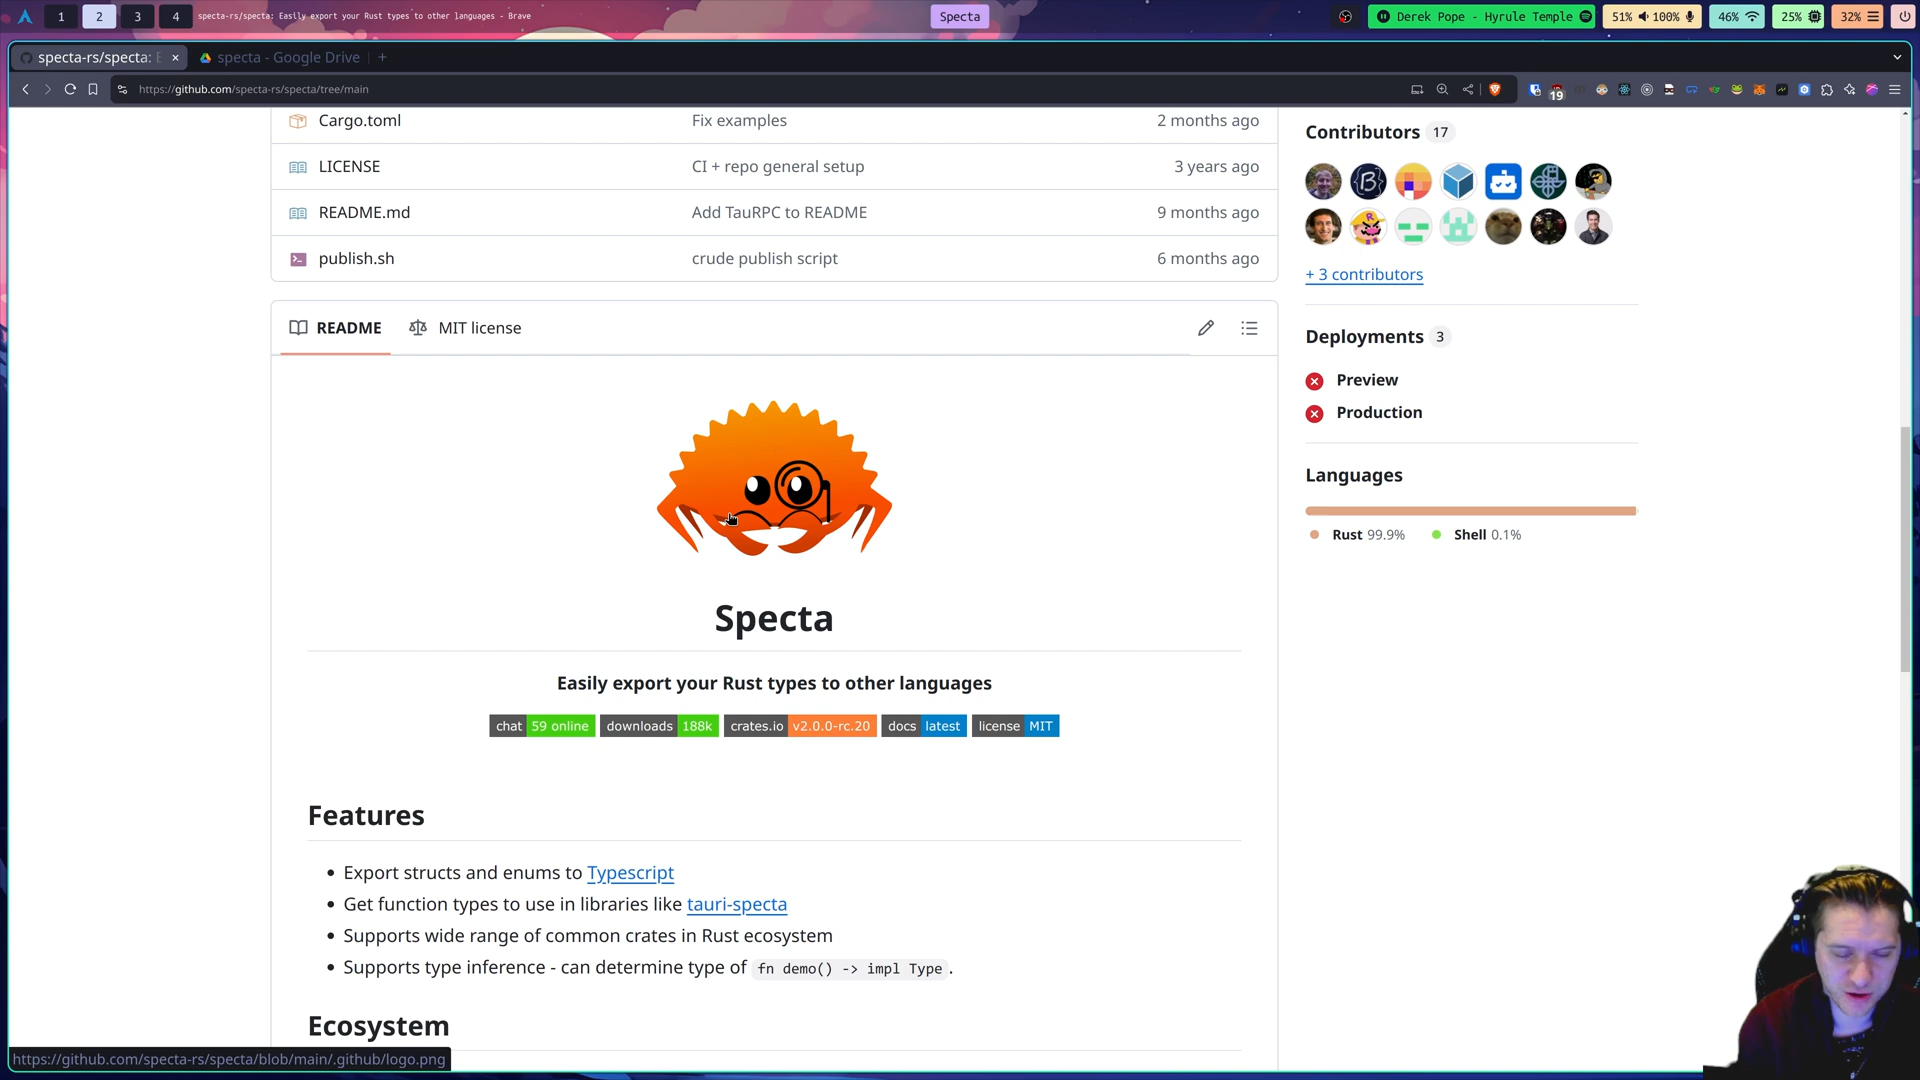 1 2 3 4 specta-rs/specta: Easily export your Rust types to other languages - Brave Specta Derek Pope - Hyrule Temple 51% 100% 46% 25% 32%
specta-rs/specta: E specta - Google Drive
https://github.com/specta-rs/specta/tree/main 19
Cargo.toml Fix examples 2 months ago
LICENSE CI + repo general setup 3 years ago
README.md Add TauRPC to README 9 months ago
publish.sh crude publish script 6 months ago
README MIT license
Specta
Easily export your Rust types to other languages
chat 59 online downloads 188k crates.io v2.0.0-rc.20 docs latest license MIT
Features
• Export structs and enums to Typescript
• Get function types to use in libraries like tauri-specta
• Supports wide range of common crates in Rust ecosystem
• Supports type inference - can determine type of fn demo() -> impl Type .
Ecosystem
https://github.com/specta-rs/specta/blob/main/.github/logo.png
Contributors 17
+ 3 contributors
Deployments 3
Preview
Production
Languages
Rust 99.9% Shell 0.1%